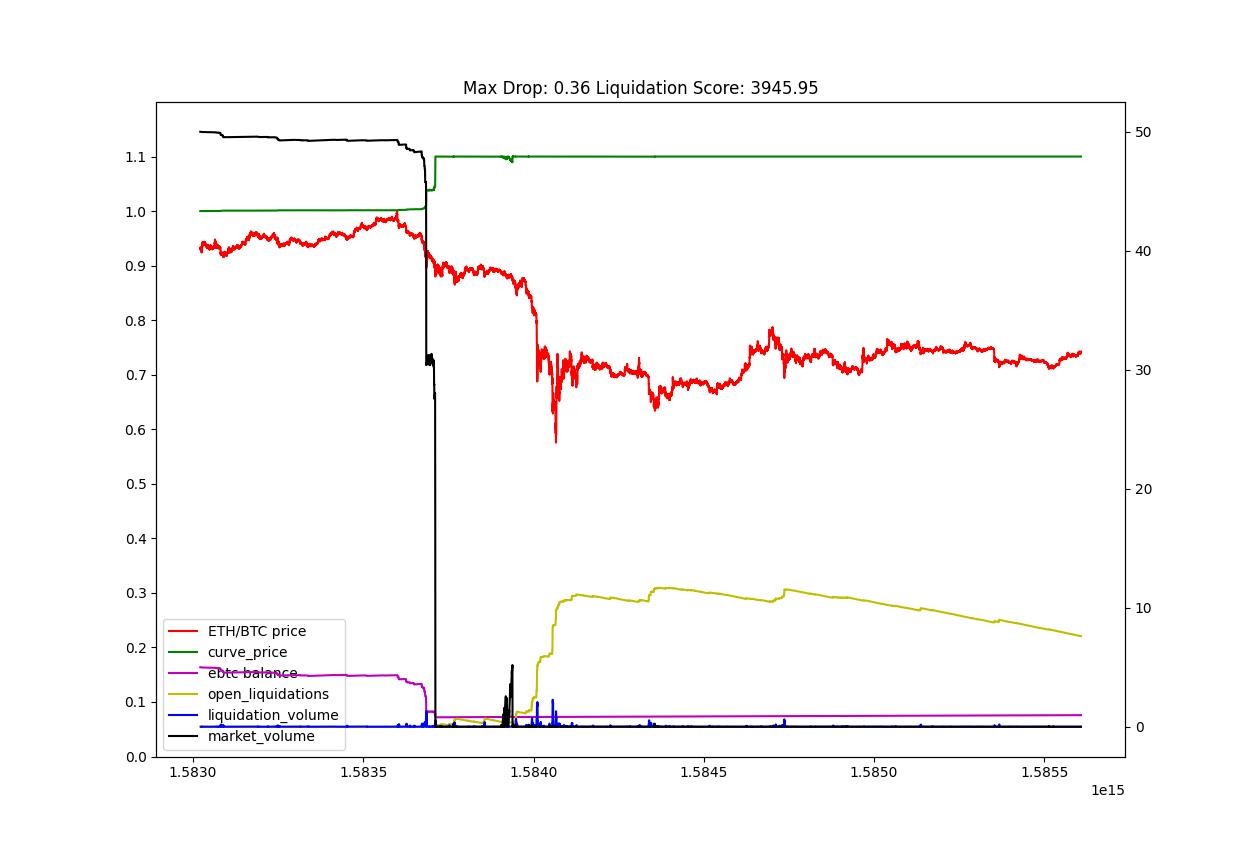 Max Drop: 0.36 Liquidation Score: 3945.95
1.1
1.0
0.9
0.8
0.7
0.6
0.5
0.4
0.3
0.2
0.1
0.0
50
40
30
20
10
0
ETH/BTC price
curve_price
ebtc balance
open_liquidations
liquidation_volume
market_volume
1.5830 1.5835 1.5840 1.5845 1.5850 1.5855
1e15